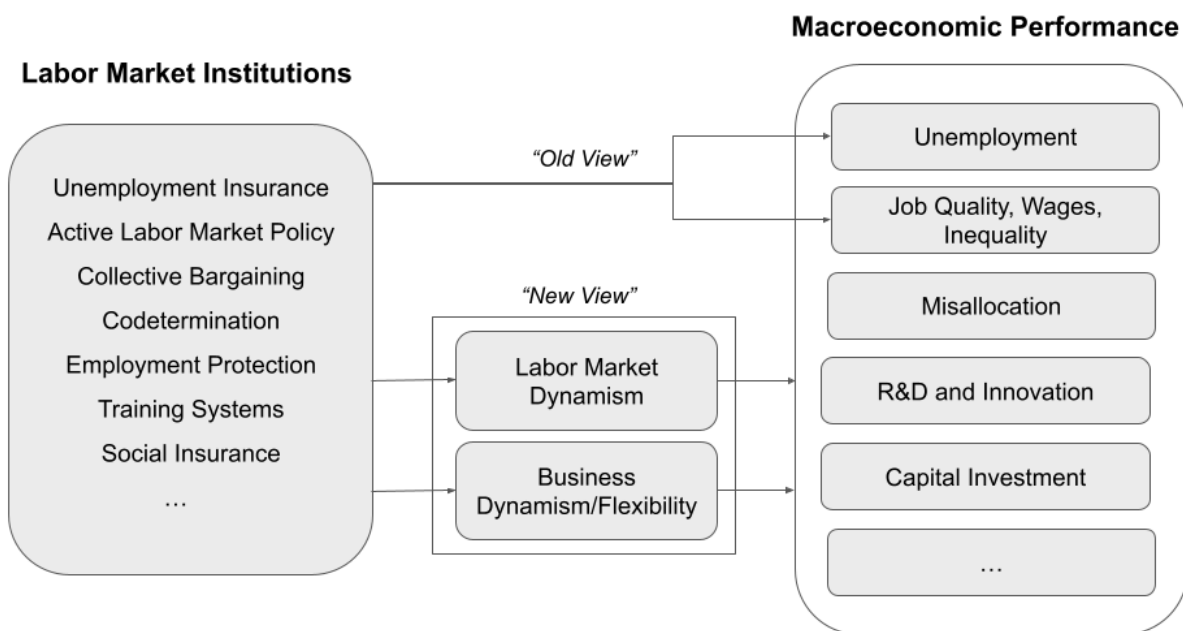 Macroeconomic Performance
Labor Market Institutions
Unemployment Insurance
Active Labor Market Policy
Collective Bargaining
Codetermination
Employment Protection
Training Systems
Social Insurance
…
“Old View”
“New View”
Labor Market
Dynamism
Business
Dynamism/Flexibility
Unemployment
Job Quality, Wages,
Inequality
Misallocation
R&D and Innovation
Capital Investment
…